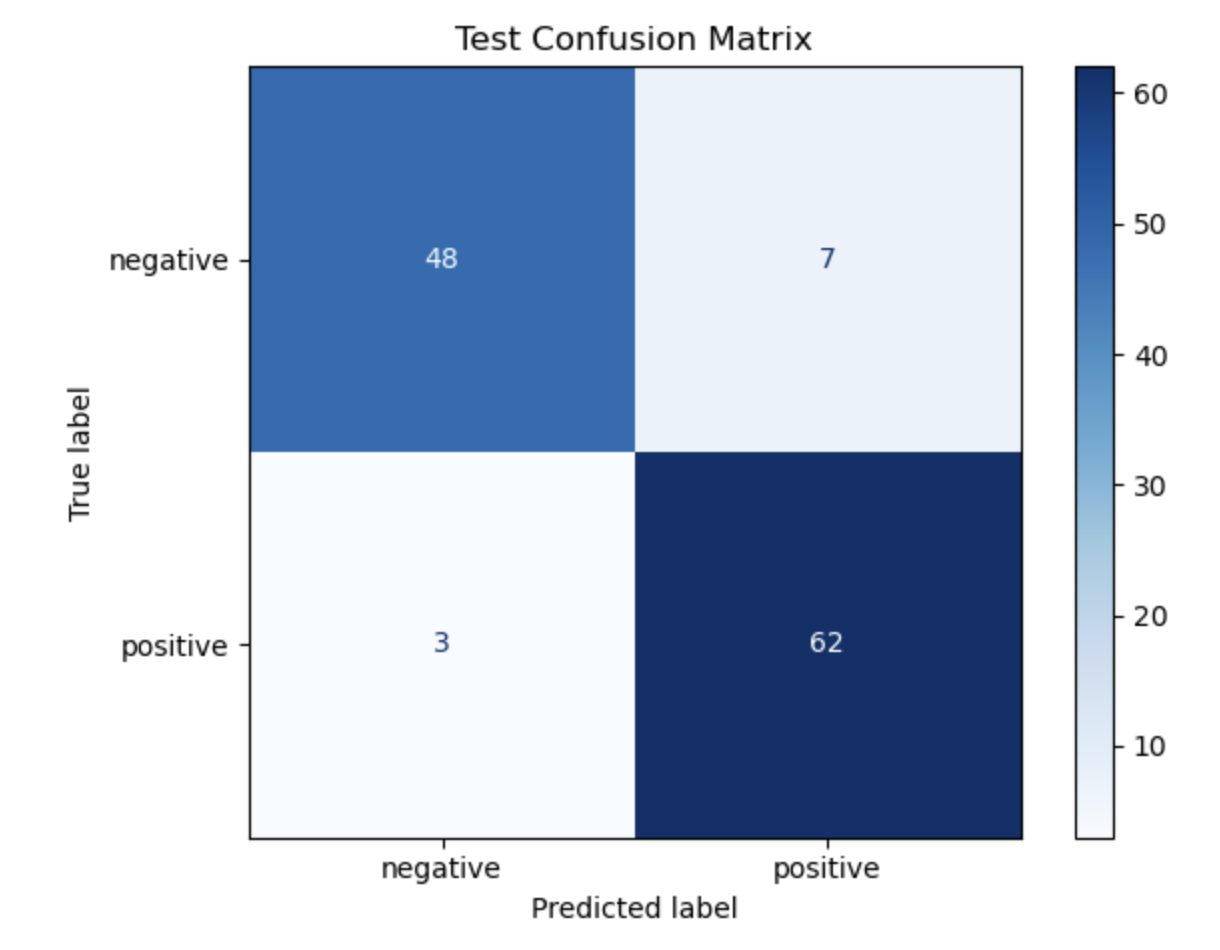 Test Confusion Matrix
60
negative
48
7
50
40
True label
30
20
positive
3
62
10
negative
positive
Predicted label